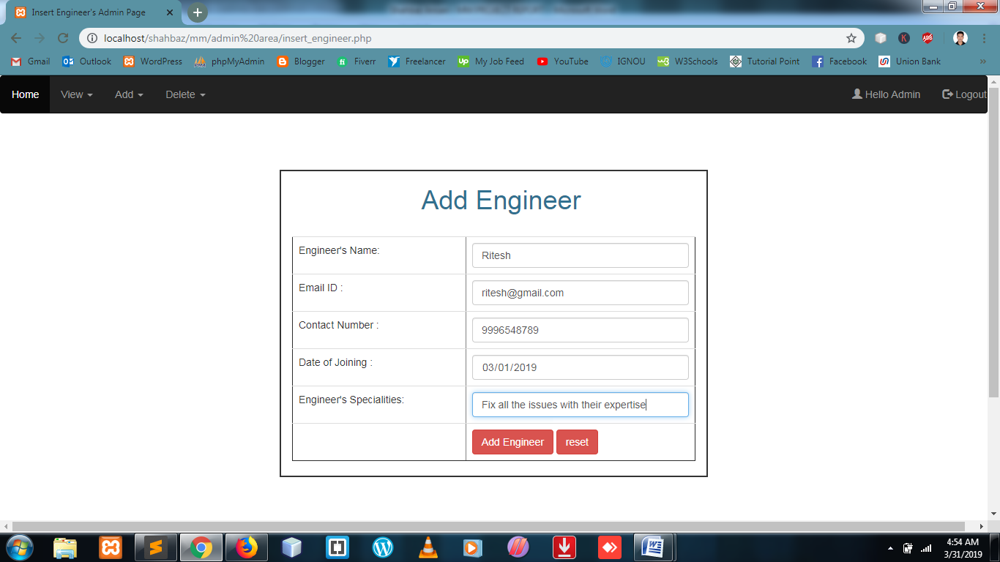 Insert Engineer's Admin Page
localhost/shahbaz/mm/admin%20area/insert_engineer.php
K ABP
Gmail Outlook WordPress phpMyAdmin Blogger fi Fiverr Freelancer Up My Job Feed YouTube IGNOU W3Schools Tutorial Point Facebook Union Bank »
Home View Add Delete Hello Admin Logout
Add Engineer
Engineer's Name: Ritesh
Email ID : ritesh@gmail.com
Contact Number : 9996548789
Date of Joining : 03/01/2019
Engineer's Specialities: Fix all the issues with their expertise
Add Engineer reset
4:54 AM
3/31/2019